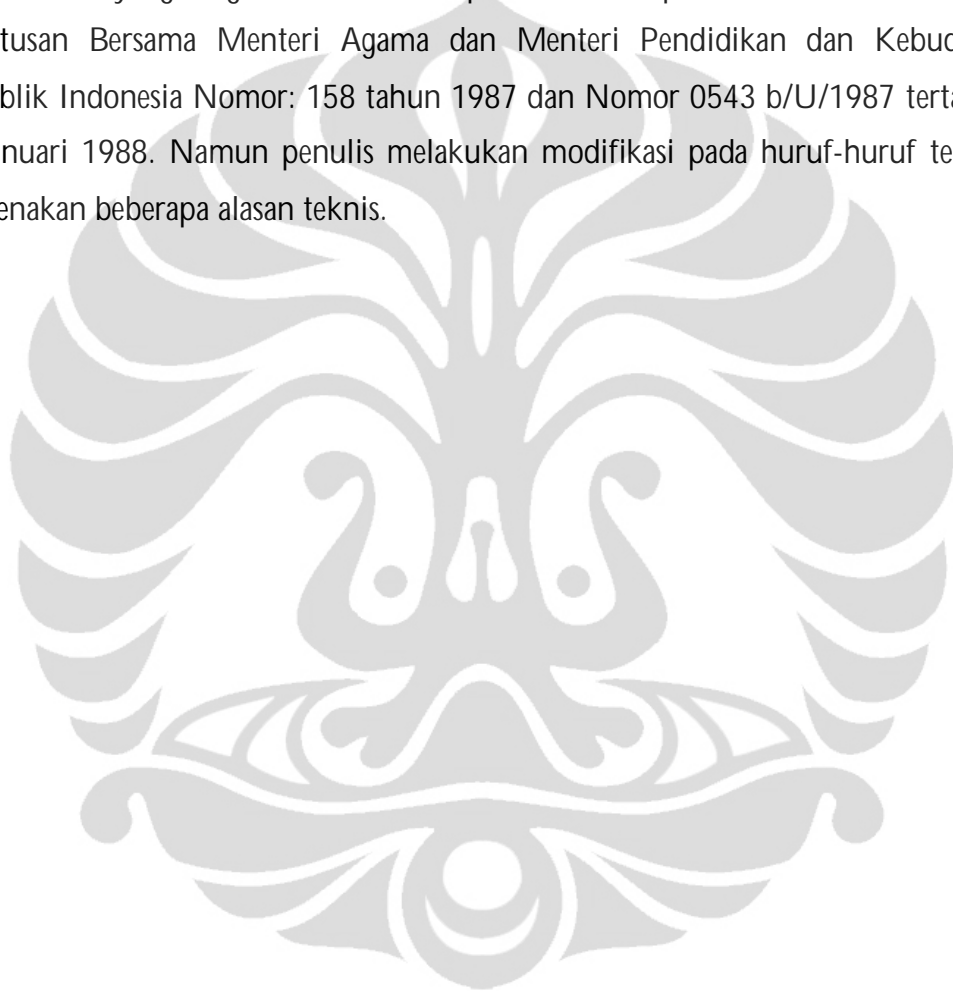 tusan Bersama Menteri Agama dan Menteri Pendidikan dan Kebud
blik Indonesia Nomor: 158 tahun 1987 dan Nomor 0543 b/U/1987 terta
nuari 1988. Namun penulis melakukan modifikasi pada huruf-huruf te
enakan beberapa alasan teknis.